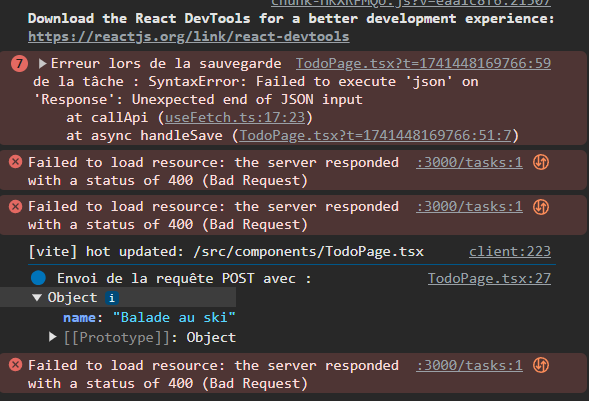 Download the React DevTools for a better development experience:
https://reactjs.org/link/react-devtools
7 Erreur lors de la sauvegarde TodoPage.tsx?t=1741448169766:59
de la tâche : SyntaxError: Failed to execute 'json' on
'Response': Unexpected end of JSON input
at callApi (useFetch.ts:17:23)
at async handleSave (TodoPage.tsx?t=1741448169766:51:7)
Failed to load resource: the server responded :3000/tasks:1
with a status of 400 (Bad Request)
Failed to load resource: the server responded :3000/tasks:1
with a status of 400 (Bad Request)
[vite] hot updated: /src/components/TodoPage.tsx client:223
Envoi de la requête POST avec : TodoPage.tsx:27
Object i
name: "Balade au ski"
[[Prototype]]: Object
Failed to load resource: the server responded :3000/tasks:1
with a status of 400 (Bad Request)